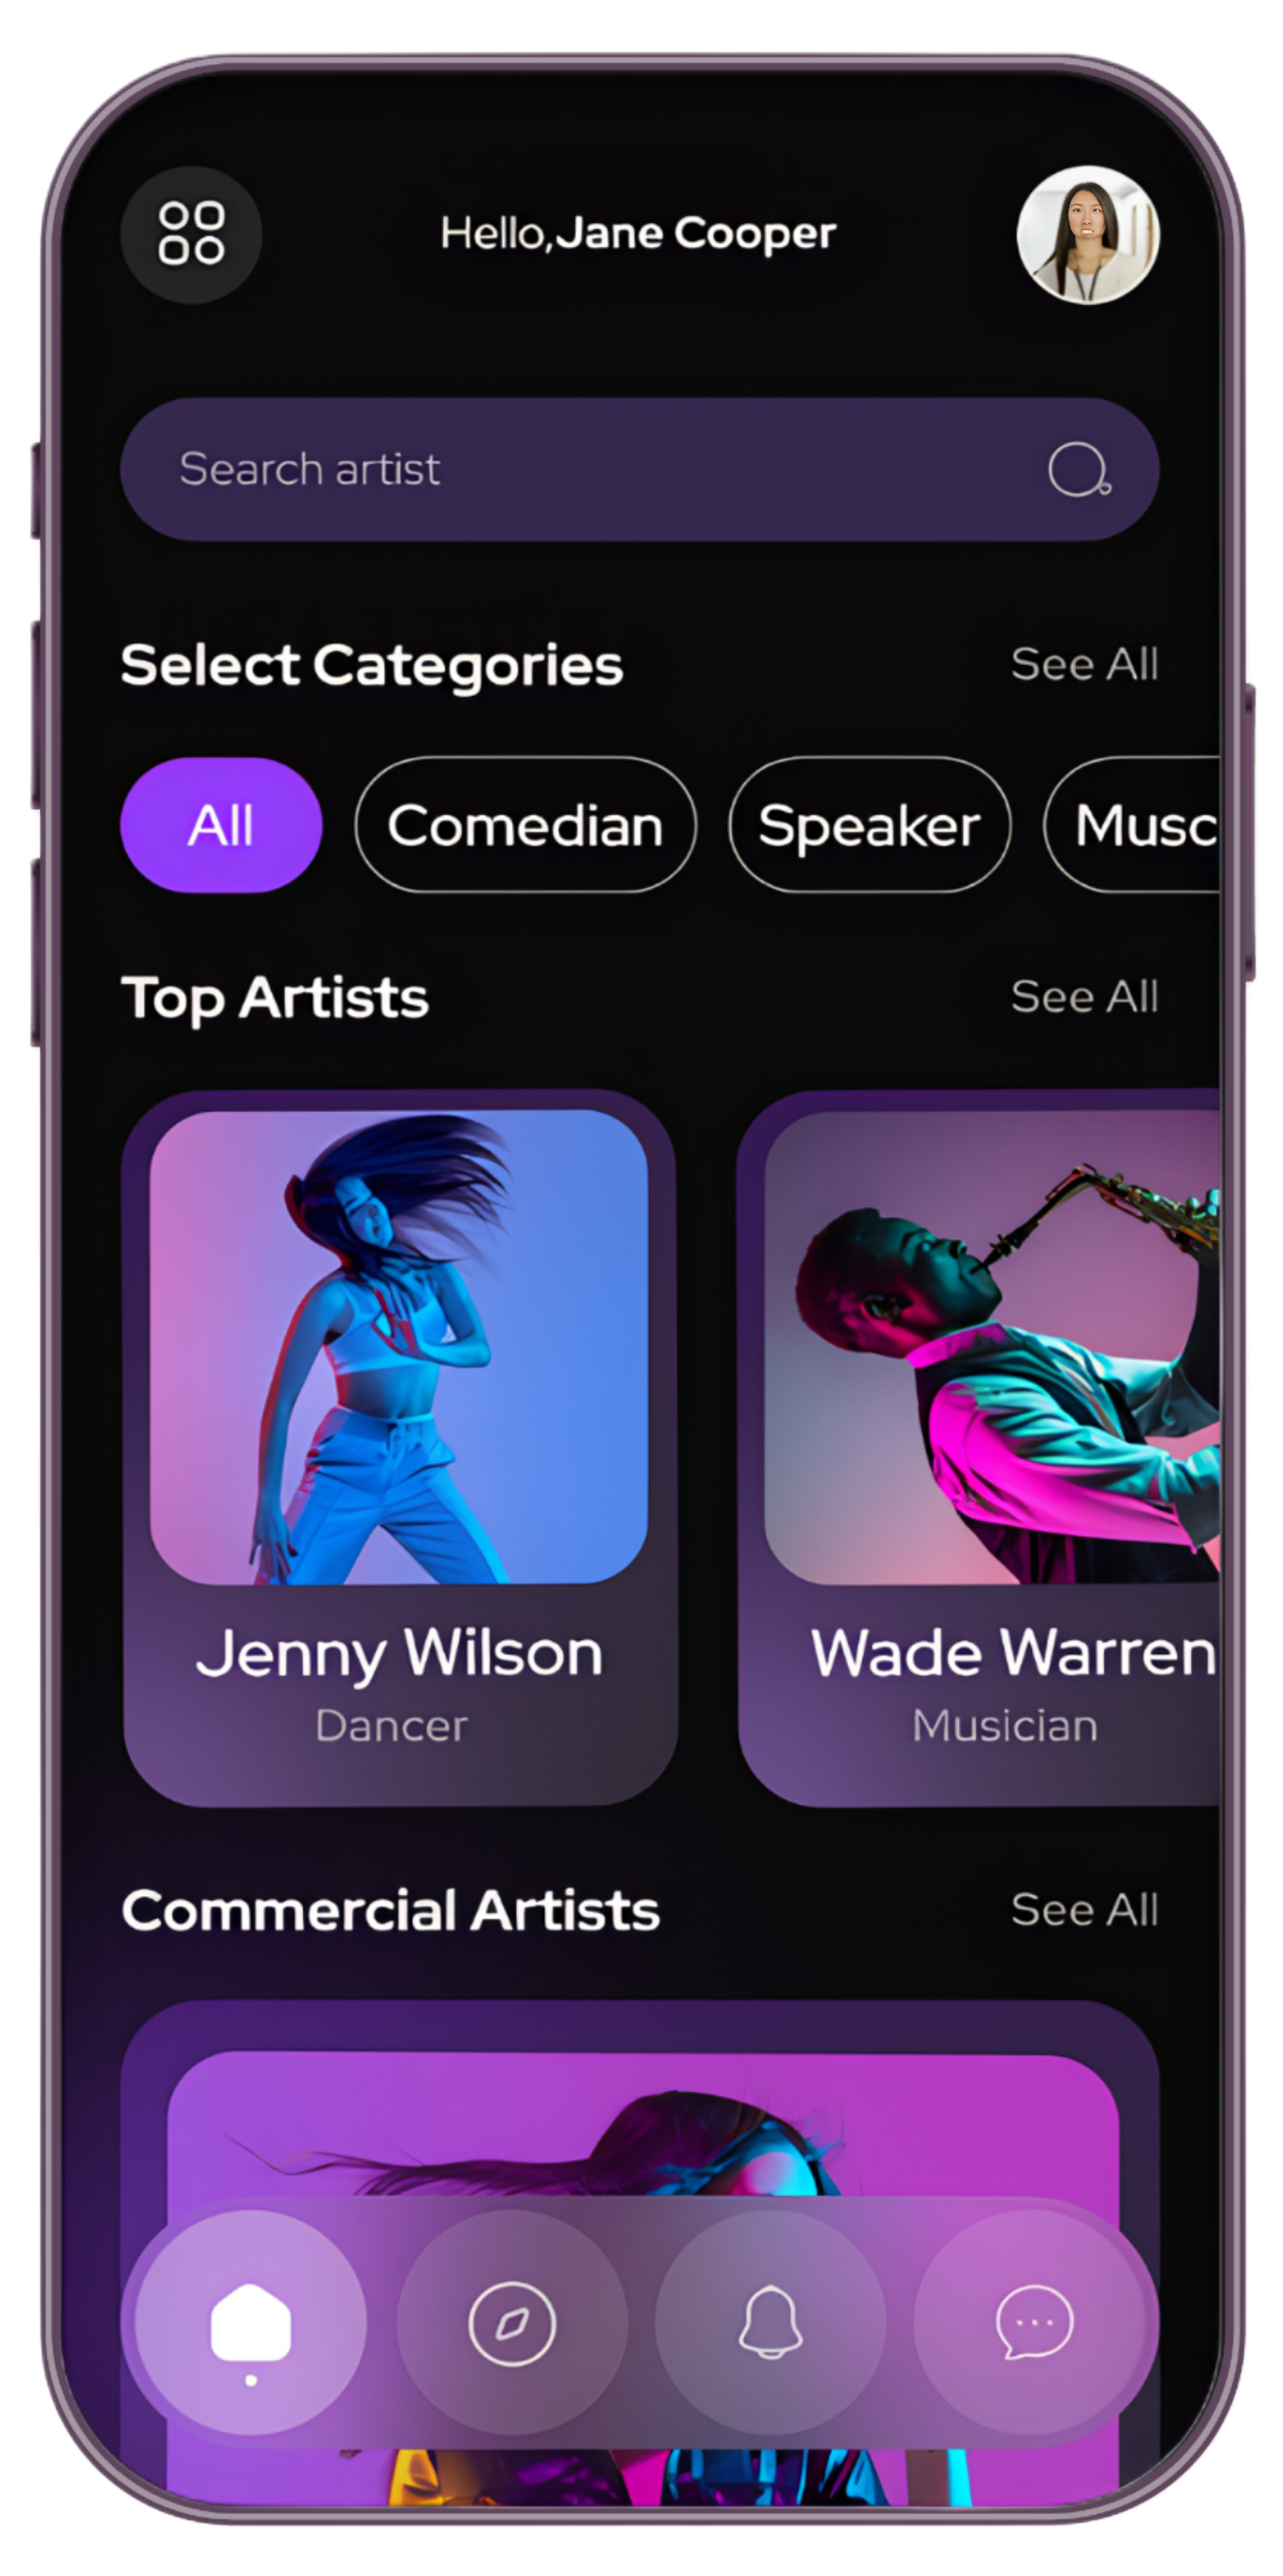 Hello,Jane Cooper
Search artist
Select Categories See All
All Comedian Speaker Musc
Top Artists See All
Jenny Wilson Wade Warren
Dancer Musician
Commercial Artists See All